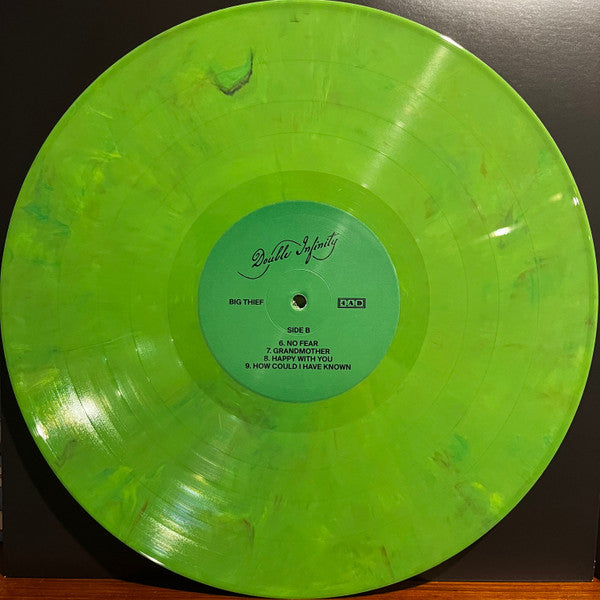 Double Infinity
BIG THIEF
4AD
SIDE B
6. NO FEAR
7. GRANDMOTHER
8. HAPPY WITH YOU
9. HOW COULD I HAVE KNOWN